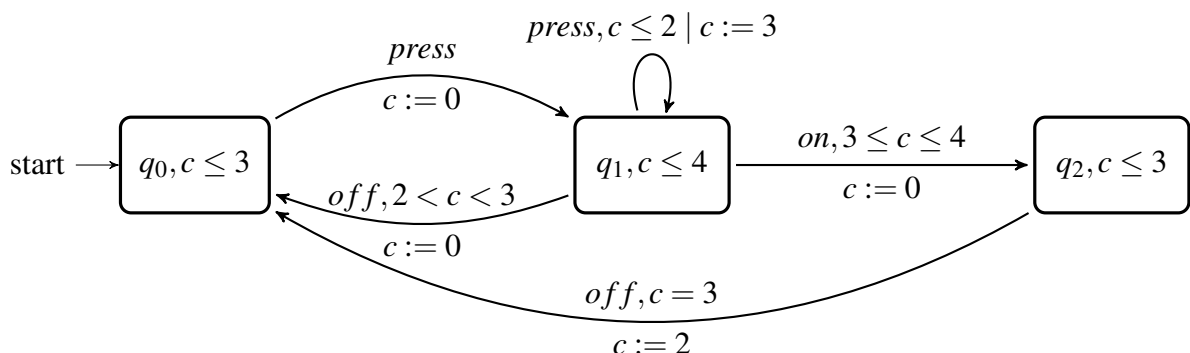 press, c ≤ 2 | c := 3
press
c := 0
start
q₀, c ≤ 3
q₁, c ≤ 4
on, 3 ≤ c ≤ 4
c := 0
q₂, c ≤ 3
off, 2 < c < 3
c := 0
off, c = 3
c := 2